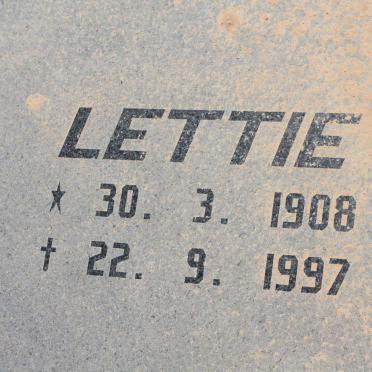 LETTIE
★ 30. 3. 1908
✝ 22. 9. 1997